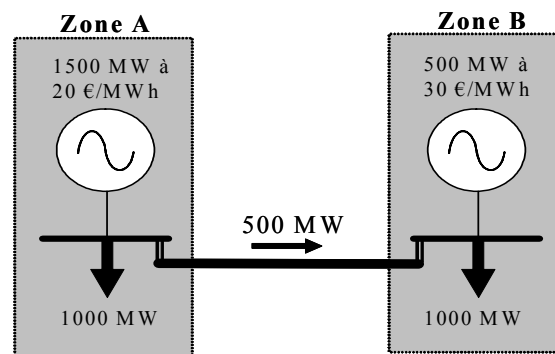 Zone A
1500 MW à
20 €/MWh
1000 MW
500 MW
Zone B
500 MW à
30 €/MWh
1000 MW